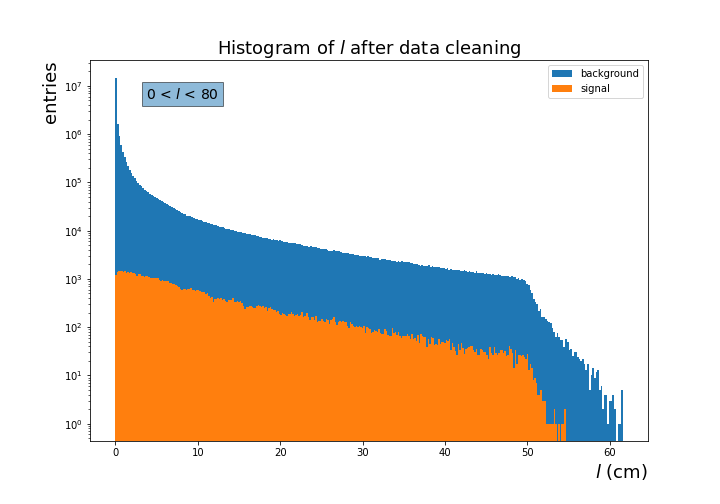 Histogram of l after data cleaning
entries
10^7
10^6
10^5
10^4
10^3
10^2
10^1
10^0
0 < l < 80
background
signal
0 10 20 30 40 50 60
l (cm)